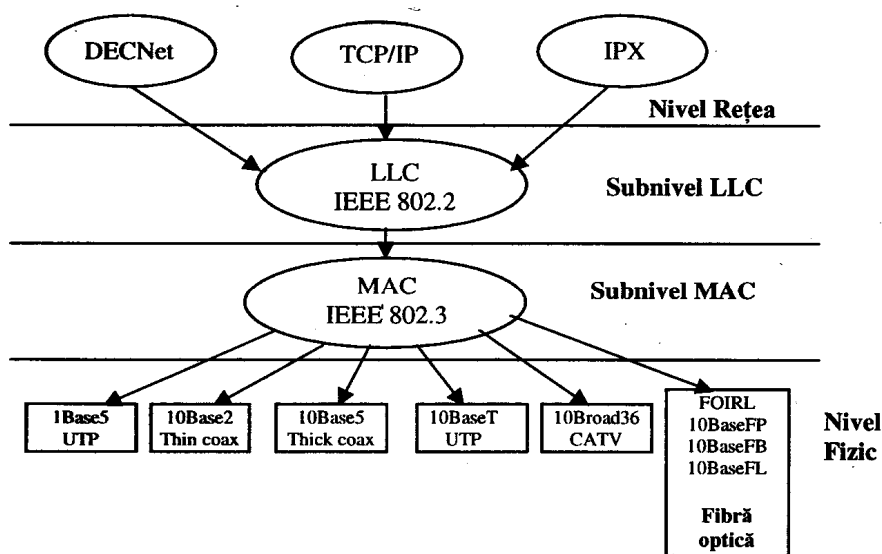 DECNet
TCP/IP
IPX
Nivel Rețea
LLC
IEEE 802.2
Subnivel LLC
MAC
IEEE 802.3
Subnivel MAC
1Base5
UTP
10Base2
Thin coax
10Base5
Thick coax
10BaseT
UTP
10Broad36
CATV
FOIRL
10BaseFP
10BaseFB
10BaseFL
Fibră
optică
Nivel
Fizic